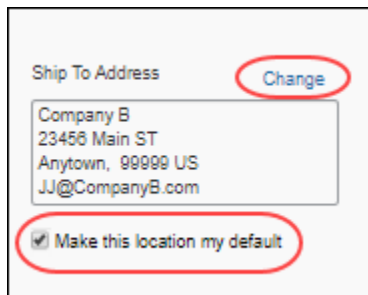 Ship To Address
Change
Company B
23456 Main ST
Anytown, 99999 US
JJ@CompanyB.com
Make this location my default